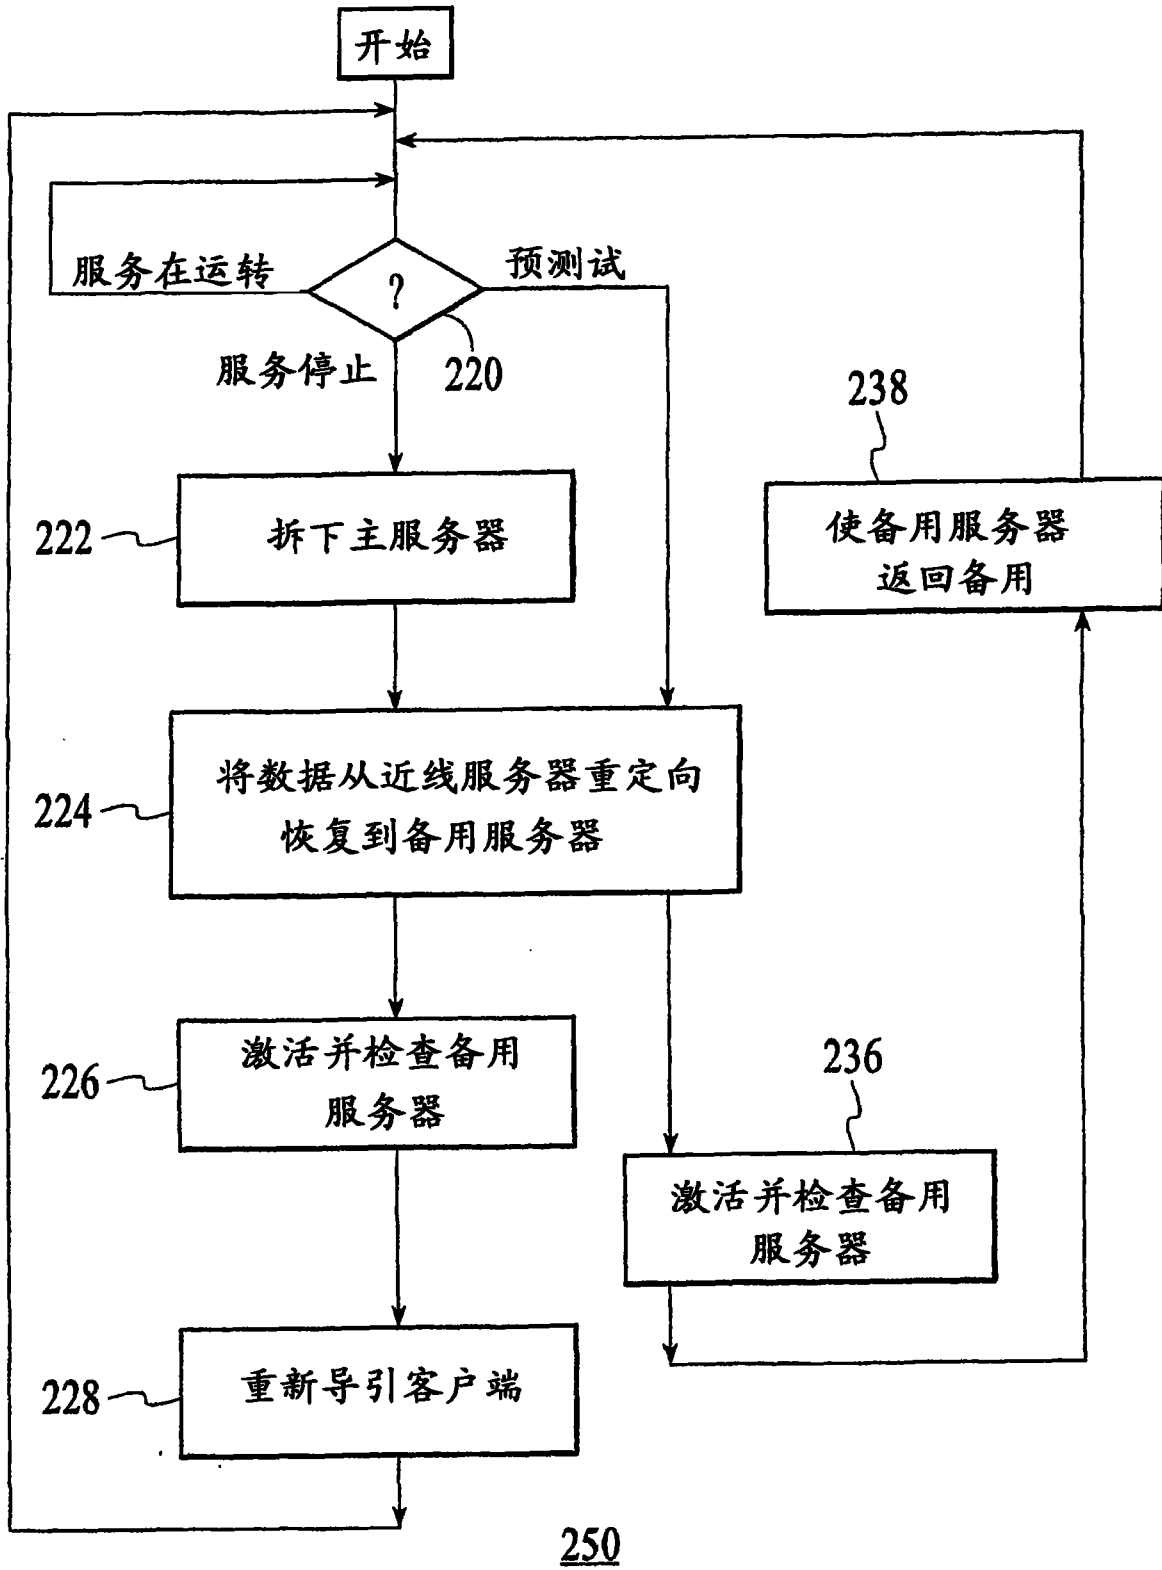 开始
服务在运转
预测试
?
服务停止
220
238
222
拆下主服务器
使备用服务器
返回备用
224
将数据从近线服务器重定向
恢复到备用服务器
226
激活并检查备用
服务器
236
激活并检查备用
服务器
228
重新导引客户端
250